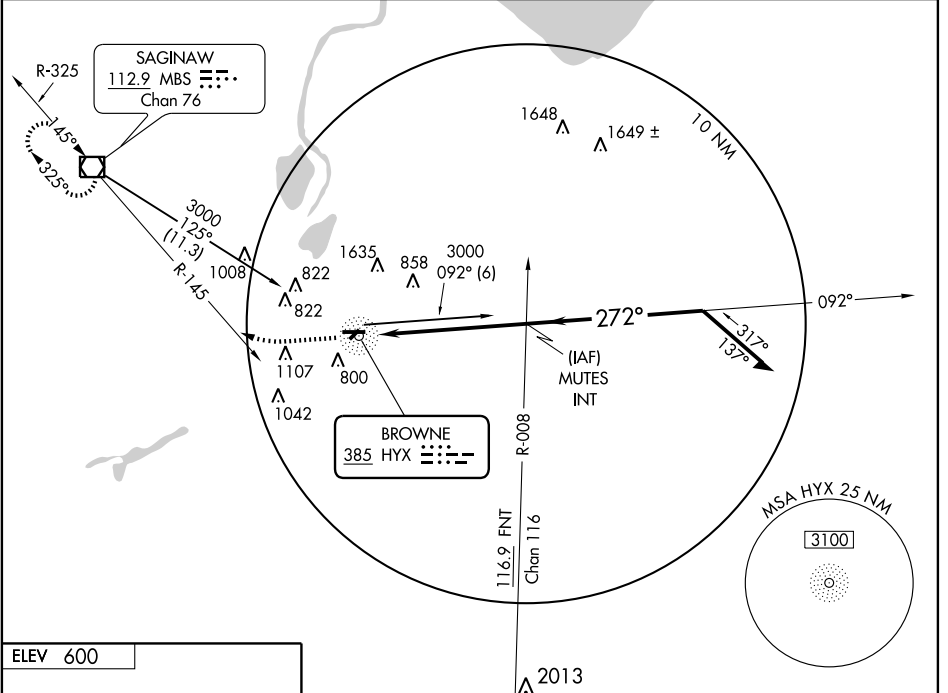 R-325
SAGINAW
112.9 MBS
Chan 76
145°
325°
3000
125°
(11.3)
R-145
1008
822
822
1635
858
3000
092° (6)
1648
1649 ±
10 NM
272°
092°
317°
137°
(IAF)
MUTES
INT
1107
800
1042
BROWNE
385 HYX
R-008
116.9 FNT
Chan 116
MSA HYX 25 NM
3100
ELEV 600
2013